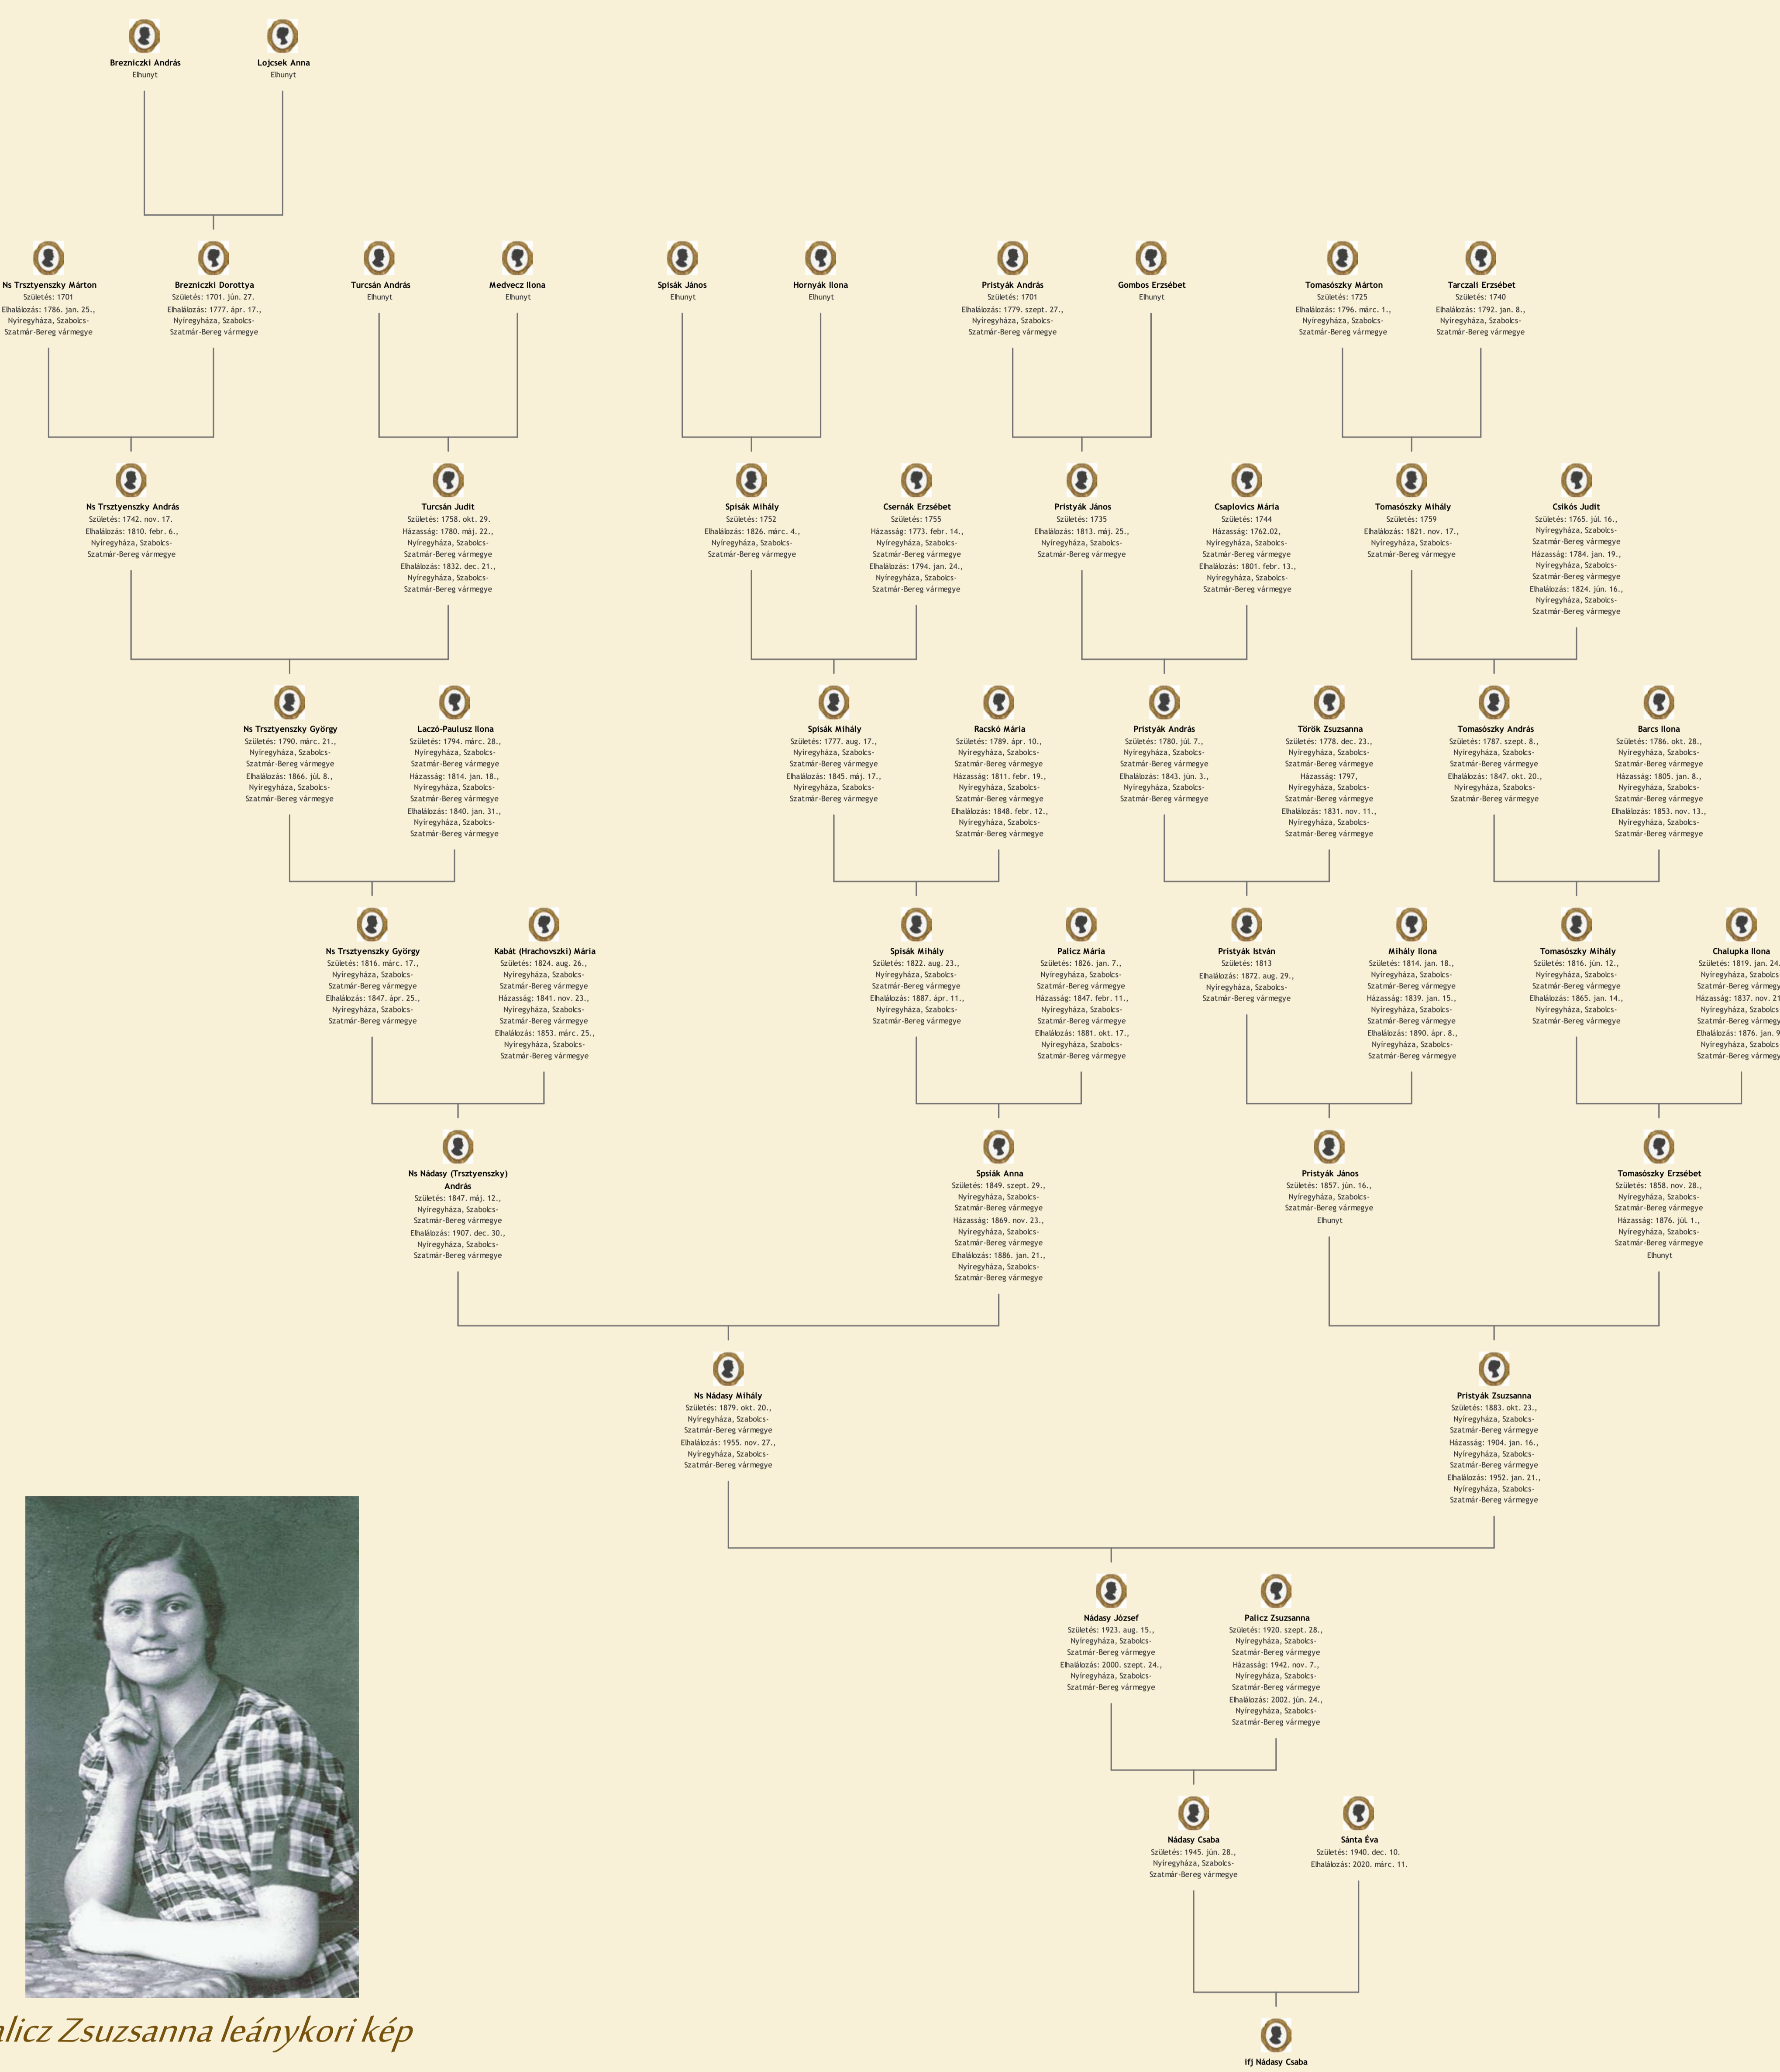 Brezniczki András
Elhunyt
Lojcsek Anna
Elhunyt
Ns Trsztyenszky Márton
Születés: 1701
Elhalálozás: 1786. jan. 25.,
Nyíregyháza, Szabolcs-
Szatmár-Bereg vármegye
Brezniczki Dorottya
Születés: 1701. jún. 27.
Elhalálozás: 1777. ápr. 17.,
Nyíregyháza, Szabolcs-
Szatmár-Bereg vármegye
Turcsán András
Elhunyt
Medvecz Ilona
Elhunyt
Spisák János
Elhunyt
Hornyák Ilona
Elhunyt
Pristyák András
Születés: 1701
Elhalálozás: 1779. szept. 27.,
Nyíregyháza, Szabolcs-
Szatmár-Bereg vármegye
Gombos Erzsébet
Elhunyt
Tomasószky Márton
Születés: 1725
Elhalálozás: 1796. márc. 1.,
Nyíregyháza, Szabolcs-
Szatmár-Bereg vármegye
Tarczali Erzsébet
Születés: 1740
Elhalálozás: 1792. jan. 8.,
Nyíregyháza, Szabolcs-
Szatmár-Bereg vármegye
Ns Trsztyenszky András
Születés: 1742. nov. 17.
Elhalálozás: 1810. febr. 6.,
Nyíregyháza, Szabolcs-
Szatmár-Bereg vármegye
Turcsán Judit
Születés: 1758. okt. 29.
Házasság: 1780. máj. 22.,
Nyíregyháza, Szabolcs-
Szatmár-Bereg vármegye
Elhalálozás: 1832. dec. 21.,
Nyíregyháza, Szabolcs-
Szatmár-Bereg vármegye
Spisák Mihály
Születés: 1752
Elhalálozás: 1826. márc. 4.,
Nyíregyháza, Szabolcs-
Szatmár-Bereg vármegye
Csernák Erzsébet
Születés: 1755
Házasság: 1773. febr. 14.,
Nyíregyháza, Szabolcs-
Szatmár-Bereg vármegye
Elhalálozás: 1794. jan. 24.,
Nyíregyháza, Szabolcs-
Szatmár-Bereg vármegye
Pristyák János
Születés: 1735
Elhalálozás: 1813. máj. 25.,
Nyíregyháza, Szabolcs-
Szatmár-Bereg vármegye
Csaplovics Mária
Születés: 1744
Házasság: 1762.02,
Nyíregyháza, Szabolcs-
Szatmár-Bereg vármegye
Elhalálozás: 1801. febr. 13.,
Nyíregyháza, Szabolcs-
Szatmár-Bereg vármegye
Tomasószky Mihály
Születés: 1759
Elhalálozás: 1821. nov. 17.,
Nyíregyháza, Szabolcs-
Szatmár-Bereg vármegye
Csikós Judit
Születés: 1765. júl. 16.,
Nyíregyháza, Szabolcs-
Szatmár-Bereg vármegye
Házasság: 1784. jan. 19.,
Nyíregyháza, Szabolcs-
Szatmár-Bereg vármegye
Elhalálozás: 1824. jún. 16.,
Nyíregyháza, Szabolcs-
Szatmár-Bereg vármegye
Ns Trsztyenszky György
Születés: 1790. márc. 21.,
Nyíregyháza, Szabolcs-
Szatmár-Bereg vármegye
Elhalálozás: 1866. júl. 8.,
Nyíregyháza, Szabolcs-
Szatmár-Bereg vármegye
Laczó-Paulusz Ilona
Születés: 1794. márc. 28.,
Nyíregyháza, Szabolcs-
Szatmár-Bereg vármegye
Házasság: 1814. jan. 18.,
Nyíregyháza, Szabolcs-
Szatmár-Bereg vármegye
Elhalálozás: 1840. jan. 31.,
Nyíregyháza, Szabolcs-
Szatmár-Bereg vármegye
Spisák Mihály
Születés: 1777. aug. 17.,
Nyíregyháza, Szabolcs-
Szatmár-Bereg vármegye
Elhalálozás: 1845. máj. 17.,
Nyíregyháza, Szabolcs-
Szatmár-Bereg vármegye
Racskó Mária
Születés: 1789. ápr. 10.,
Nyíregyháza, Szabolcs-
Szatmár-Bereg vármegye
Házasság: 1811. febr. 19.,
Nyíregyháza, Szabolcs-
Szatmár-Bereg vármegye
Elhalálozás: 1848. febr. 12.,
Nyíregyháza, Szabolcs-
Szatmár-Bereg vármegye
Pristyák András
Születés: 1780. júl. 7.,
Nyíregyháza, Szabolcs-
Szatmár-Bereg vármegye
Elhalálozás: 1843. jún. 3.,
Nyíregyháza, Szabolcs-
Szatmár-Bereg vármegye
Török Zsuzsanna
Születés: 1778. dec. 23.,
Nyíregyháza, Szabolcs-
Szatmár-Bereg vármegye
Házasság: 1797,
Nyíregyháza, Szabolcs-
Szatmár-Bereg vármegye
Elhalálozás: 1831. nov. 11.,
Nyíregyháza, Szabolcs-
Szatmár-Bereg vármegye
Tomasószky András
Születés: 1787. szept. 8.,
Nyíregyháza, Szabolcs-
Szatmár-Bereg vármegye
Elhalálozás: 1847. okt. 20.,
Nyíregyháza, Szabolcs-
Szatmár-Bereg vármegye
Barcs Ilona
Születés: 1786. okt. 28.,
Nyíregyháza, Szabolcs-
Szatmár-Bereg vármegye
Házasság: 1805. jan. 8.,
Nyíregyháza, Szabolcs-
Szatmár-Bereg vármegye
Elhalálozás: 1853. nov. 13.,
Nyíregyháza, Szabolcs-
Szatmár-Bereg vármegye
Ns Trsztyenszky György
Születés: 1816. márc. 17.,
Nyíregyháza, Szabolcs-
Szatmár-Bereg vármegye
Elhalálozás: 1847. ápr. 25.,
Nyíregyháza, Szabolcs-
Szatmár-Bereg vármegye
Kabát (Hrachovszki) Mária
Születés: 1824. aug. 26.,
Nyíregyháza, Szabolcs-
Szatmár-Bereg vármegye
Házasság: 1841. nov. 23.,
Nyíregyháza, Szabolcs-
Szatmár-Bereg vármegye
Elhalálozás: 1853. márc. 25.,
Nyíregyháza, Szabolcs-
Szatmár-Bereg vármegye
Spisák Mihály
Születés: 1822. aug. 23.,
Nyíregyháza, Szabolcs-
Szatmár-Bereg vármegye
Elhalálozás: 1887. ápr. 11.,
Nyíregyháza, Szabolcs-
Szatmár-Bereg vármegye
Palicz Mária
Születés: 1826. jan. 7.,
Nyíregyháza, Szabolcs-
Szatmár-Bereg vármegye
Házasság: 1847. febr. 11.,
Nyíregyháza, Szabolcs-
Szatmár-Bereg vármegye
Elhalálozás: 1881. okt. 17.,
Nyíregyháza, Szabolcs-
Szatmár-Bereg vármegye
Pristyák István
Születés: 1813
Elhalálozás: 1872. aug. 29.,
Nyíregyháza, Szabolcs-
Szatmár-Bereg vármegye
Mihály Ilona
Születés: 1814. jan. 18.,
Nyíregyháza, Szabolcs-
Szatmár-Bereg vármegye
Házasság: 1839. jan. 15.,
Nyíregyháza, Szabolcs-
Szatmár-Bereg vármegye
Elhalálozás: 1890. ápr. 8.,
Nyíregyháza, Szabolcs-
Szatmár-Bereg vármegye
Tomasószky Mihály
Születés: 1816. jún. 12.,
Nyíregyháza, Szabolcs-
Szatmár-Bereg vármegye
Elhalálozás: 1865. jan. 14.,
Nyíregyháza, Szabolcs-
Szatmár-Bereg vármegye
Chalupka Ilona
Születés: 1819. jan. 24.
Nyíregyháza, Szabolcs
Szatmár-Bereg vármegy
Házasság: 1837. nov. 21
Nyíregyháza, Szabolcs
Szatmár-Bereg vármegy
Elhalálozás: 1876. jan. 9
Nyíregyháza, Szabolcs
Szatmár-Bereg vármegy
Ns Nádasy (Trsztyenszky)
András
Születés: 1847. máj. 12.,
Nyíregyháza, Szabolcs-
Szatmár-Bereg vármegye
Elhalálozás: 1907. dec. 30.,
Nyíregyháza, Szabolcs-
Szatmár-Bereg vármegye
Spsiák Anna
Születés: 1849. szept. 29.,
Nyíregyháza, Szabolcs-
Szatmár-Bereg vármegye
Házasság: 1869. nov. 23.,
Nyíregyháza, Szabolcs-
Szatmár-Bereg vármegye
Elhalálozás: 1886. jan. 21.,
Nyíregyháza, Szabolcs-
Szatmár-Bereg vármegye
Pristyák János
Születés: 1857. jún. 16.,
Nyíregyháza, Szabolcs-
Szatmár-Bereg vármegye
Elhunyt
Tomasószky Erzsébet
Születés: 1858. nov. 28.,
Nyíregyháza, Szabolcs-
Szatmár-Bereg vármegye
Házasság: 1876. júl. 1.,
Nyíregyháza, Szabolcs-
Szatmár-Bereg vármegye
Elhunyt
Ns Nádasy Mihály
Születés: 1879. okt. 20.,
Nyíregyháza, Szabolcs-
Szatmár-Bereg vármegye
Elhalálozás: 1955. nov. 27.,
Nyíregyháza, Szabolcs-
Szatmár-Bereg vármegye
Pristyák Zsuzsanna
Születés: 1883. okt. 23.,
Nyíregyháza, Szabolcs-
Szatmár-Bereg vármegye
Házasság: 1904. jan. 16.,
Nyíregyháza, Szabolcs-
Szatmár-Bereg vármegye
Elhalálozás: 1952. jan. 21.,
Nyíregyháza, Szabolcs-
Szatmár-Bereg vármegye
Nádasy József
Születés: 1923. aug. 15.,
Nyíregyháza, Szabolcs-
Szatmár-Bereg vármegye
Elhalálozás: 2000. szept. 24.,
Nyíregyháza, Szabolcs-
Szatmár-Bereg vármegye
Palicz Zsuzsanna
Születés: 1920. szept. 28.,
Nyíregyháza, Szabolcs-
Szatmár-Bereg vármegye
Házasság: 1942. nov. 7.,
Nyíregyháza, Szabolcs-
Szatmár-Bereg vármegye
Elhalálozás: 2002. jún. 24.,
Nyíregyháza, Szabolcs-
Szatmár-Bereg vármegye
Nádasy Csaba
Születés: 1945. jún. 28.,
Nyíregyháza, Szabolcs-
Szatmár-Bereg vármegye
Sánta Éva
Születés: 1940. dec. 10.
Elhalálozás: 2020. márc. 11.
ifj Nádasy Csaba
alicz Zsuzsanna leánykori kép